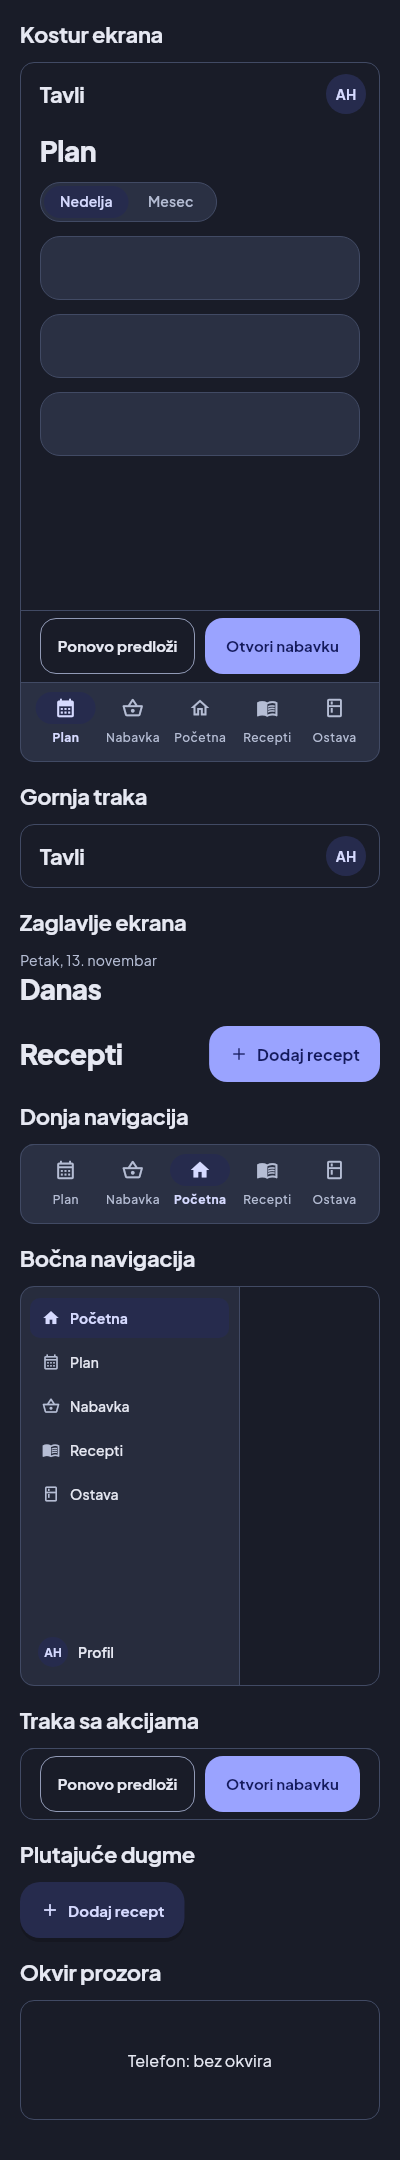 Kostur ekrana
Tavli AH
Plan
Nedelja Mesec
Ponovo predloži Otvori nabavku
Plan Nabavka Početna Recepti Ostava
Gornja traka
Tavli AH
Zaglavlje ekrana
Petak, 13. novembar
Danas
Recepti + Dodaj recept
Donja navigacija
Plan Nabavka Početna Recepti Ostava
Bočna navigacija
Početna
Plan
Nabavka
Recepti
Ostava
AH Profil
Traka sa akcijama
Ponovo predloži Otvori nabavku
Plutajuće dugme
+ Dodaj recept
Okvir prozora
Telefon: bez okvira